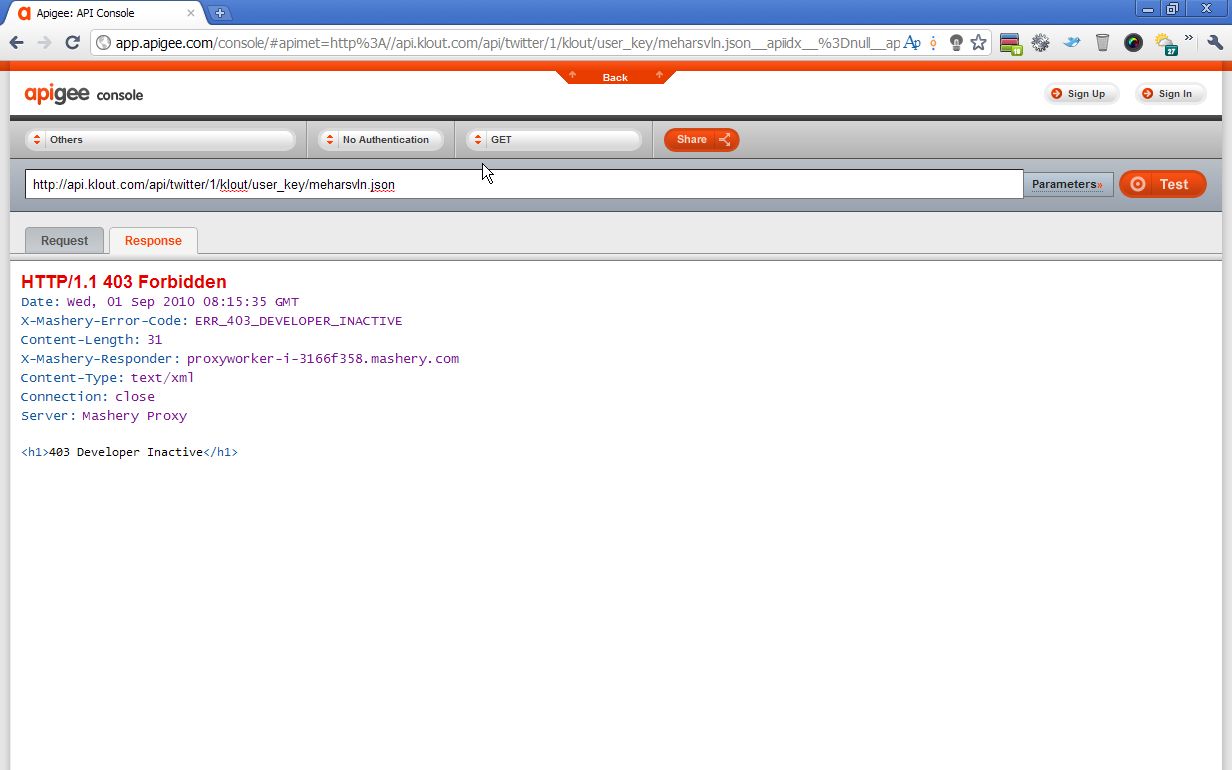 Apigee: API Console
app.apigee.com/console/#apimat=http%3A//api.klout.com/api/twitter/1/klout/user_key/meharsvln.json__apiidx__%3Dnull__ap
Ap
18
27
»
Back
apigee console
Sign Up
Sign In
Others
No Authentication
GET
Share
http://api.klout.com/api/twitter/1/klout/user_key/meharsvln.json
Parameters»
Test
Request
Response
HTTP/1.1 403 Forbidden
Date: Wed, 01 Sep 2010 08:15:35 GMT
X-Mashery-Error-Code: ERR_403_DEVELOPER_INACTIVE
Content-Length: 31
X-Mashery-Responder: proxyworker-i-3166f358.mashery.com
Content-Type: text/xml
Connection: close
Server: Mashery Proxy
<h1>403 Developer Inactive</h1>